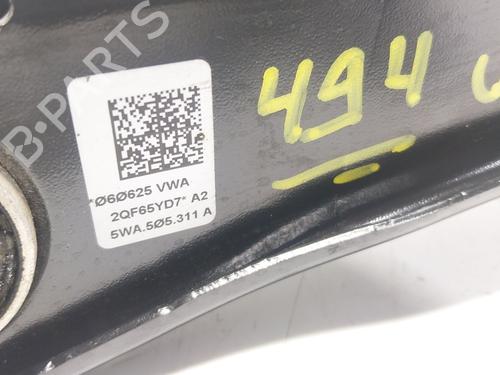 B-PARTS
494
*Ø6Ø625 VWA
2QF65YD7* A2
5WA.5Ø5.311 A